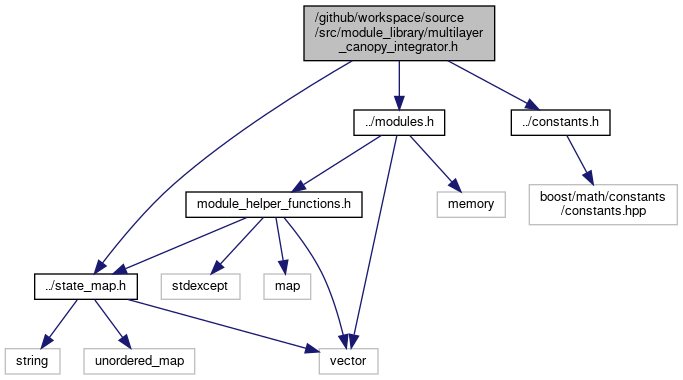 /github/workspace/source
/src/module_library/multilayer
_canopy_integrator.h
../modules.h
../constants.h
module_helper_functions.h
memory
boost/math/constants
/constants.hpp
../state_map.h
stdexcept
map
string
unordered_map
vector